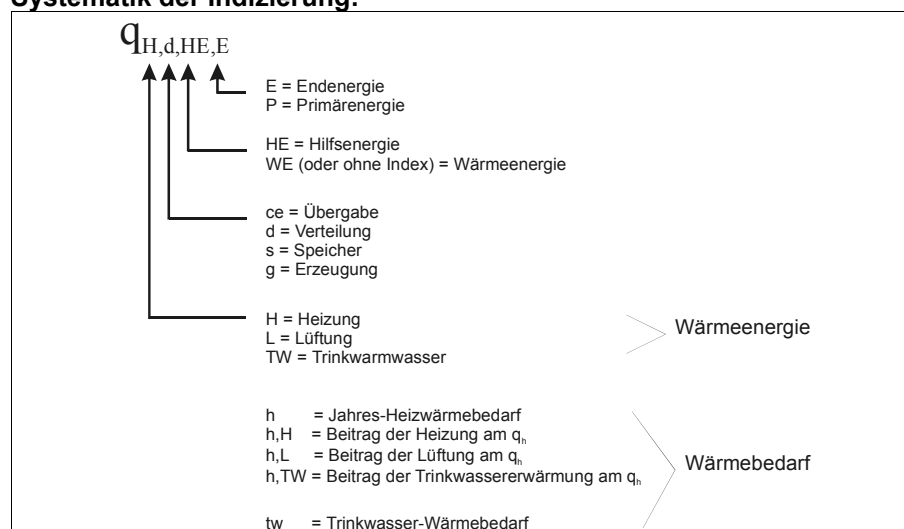 Systematik der Indizierung:
qH,d,HE,E
E = Endenergie
P = Primärenergie
HE = Hilfsenergie
WE (oder ohne Index) = Wärmeenergie
ce = Übergabe
d = Verteilung
s = Speicher
g = Erzeugung
H = Heizung
L = Lüftung
TW = Trinkwarmwasser
Wärmeenergie
h = Jahres-Heizwärmebedarf
h,H = Beitrag der Heizung am qh
h,L = Beitrag der Lüftung am qh
h,TW = Beitrag der Trinkwassererwärmung am qh
Wärmebedarf
tw = Trinkwasser-Wärmebedarf